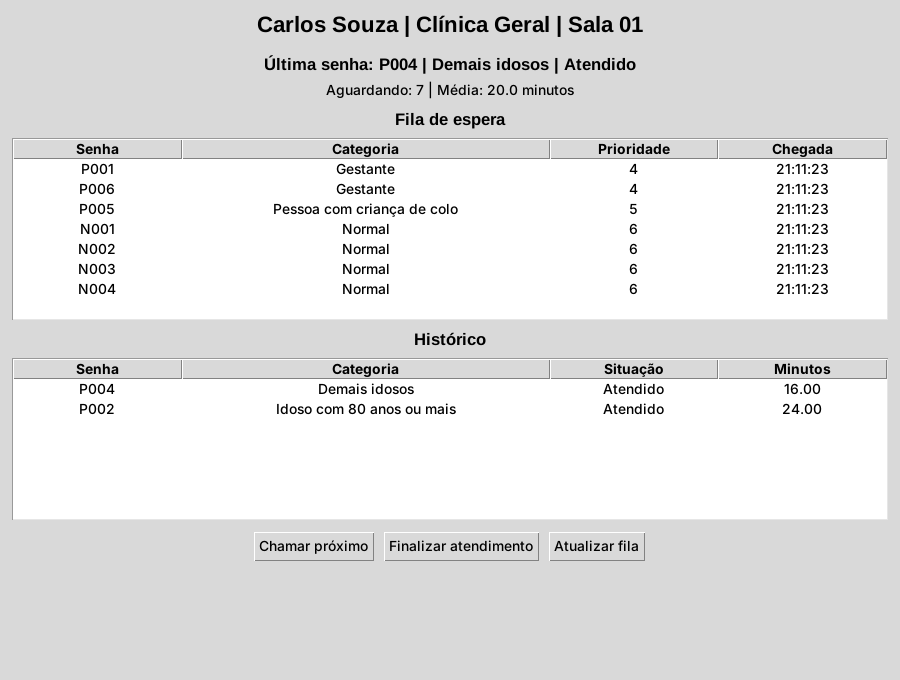 Carlos Souza | Clínica Geral | Sala 01
Última senha: P004 | Demais idosos | Atendido
Aguardando: 7 | Média: 20.0 minutos
Fila de espera
Senha Categoria Prioridade Chegada
P001 Gestante 4 21:11:23
P006 Gestante 4 21:11:23
P005 Pessoa com criança de colo 5 21:11:23
N001 Normal 6 21:11:23
N002 Normal 6 21:11:23
N003 Normal 6 21:11:23
N004 Normal 6 21:11:23
Histórico
Senha Categoria Situação Minutos
P004 Demais idosos Atendido 16.00
P002 Idoso com 80 anos ou mais Atendido 24.00
Chamar próximo Finalizar atendimento Atualizar fila